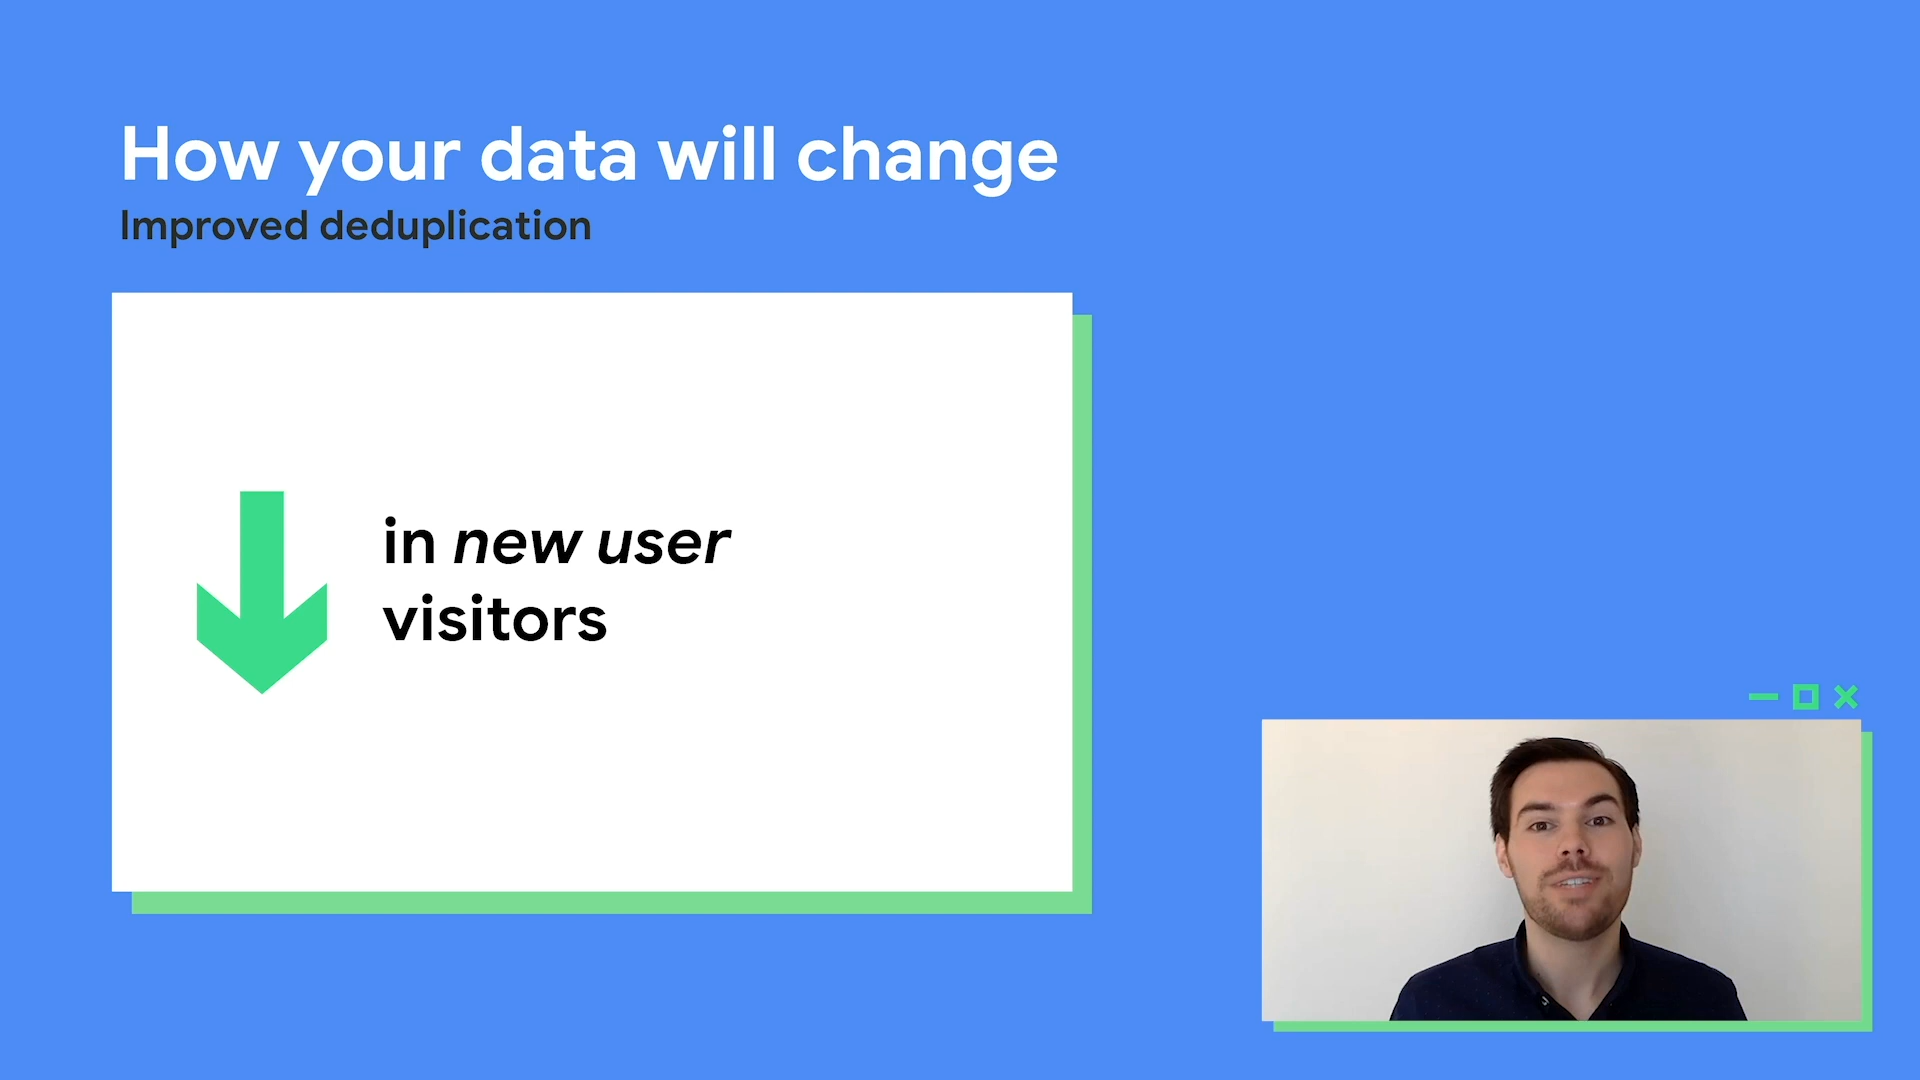 How your data will change
Improved deduplication
in new user
visitors